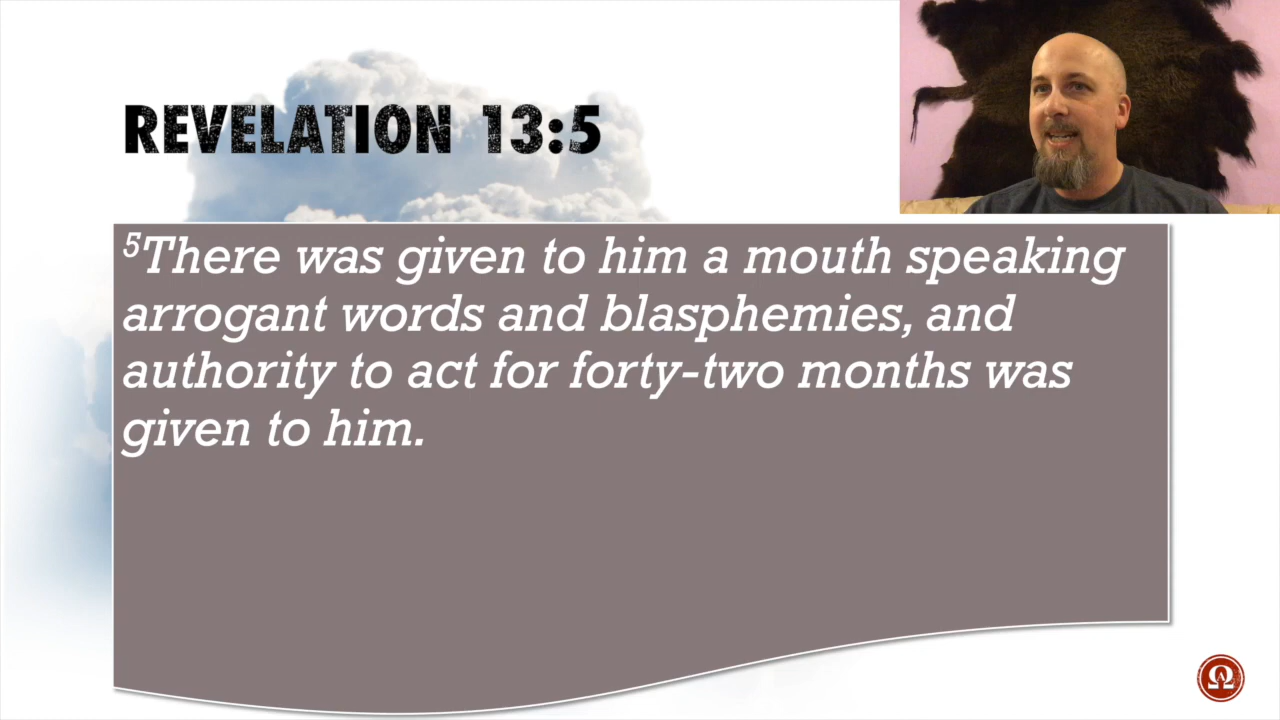 REVELATION 13:5
⁵There was given to him a mouth speaking
arrogant words and blasphemies, and
authority to act for forty-two months was
given to him.
Ω